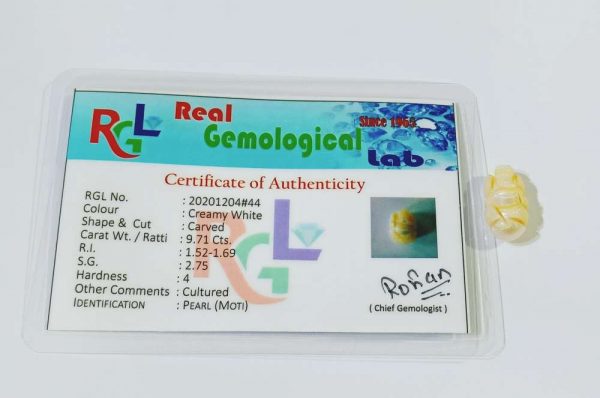 RGL Real
Since 1965
Gemological
Lab
Certificate of Authenticity
RGL No. : 20201204#44
Colour : Creamy White
Shape & Cut : Carved
Carat Wt. / Ratti : 9.71 Cts.
R.I. : 1.52-1.69
S.G. : 2.75
Hardness : 4
Other Comments : Cultured
IDENTIFICATION : PEARL (MOTI)
RGL
( Chief Gemologist )